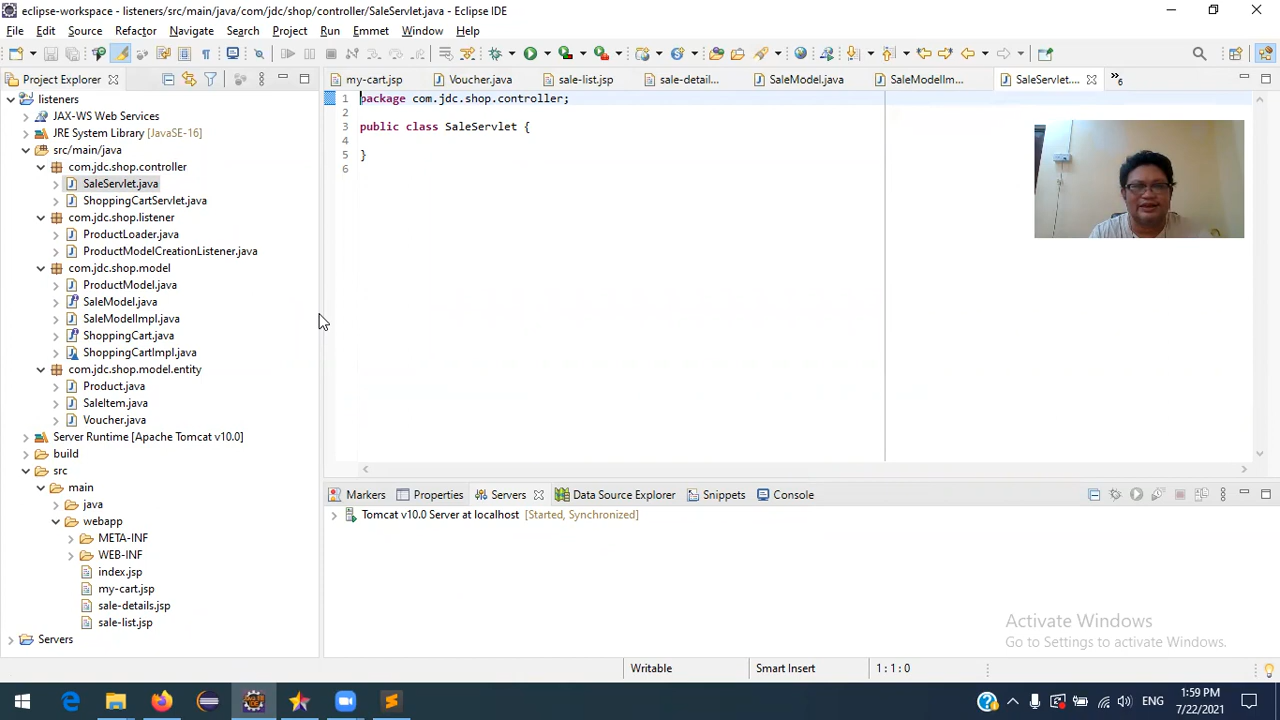 eclipse-workspace - listeners/src/main/java/com/jdc/shop/controller/SaleServlet.java - Eclipse IDE
File Edit Source Refactor Navigate Search Project Run Emmet Window Help
Project Explorer
my-cart.jsp Voucher.java sale-list.jsp sale-detail... SaleModel.java SaleModelIm... SaleServlet.... »6
listeners
JAX-WS Web Services
JRE System Library [JavaSE-16]
src/main/java
com.jdc.shop.controller
SaleServlet.java
ShoppingCartServlet.java
com.jdc.shop.listener
ProductLoader.java
ProductModelCreationListener.java
com.jdc.shop.model
ProductModel.java
SaleModel.java
SaleModelImpl.java
ShoppingCart.java
ShoppingCartImpl.java
com.jdc.shop.model.entity
Product.java
SaleItem.java
Voucher.java
Server Runtime [Apache Tomcat v10.0]
build
src
main
java
webapp
META-INF
WEB-INF
index.jsp
my-cart.jsp
sale-details.jsp
sale-list.jsp
Servers
1 package com.jdc.shop.controller;
2
3 public class SaleServlet {
4
5 }
6
Markers Properties Servers Data Source Explorer Snippets Console
Tomcat v10.0 Server at localhost [Started, Synchronized]
Activate Windows
Go to Settings to activate Windows.
Writable Smart Insert 1 : 1 : 0
ENG
1:59 PM
7/22/2021